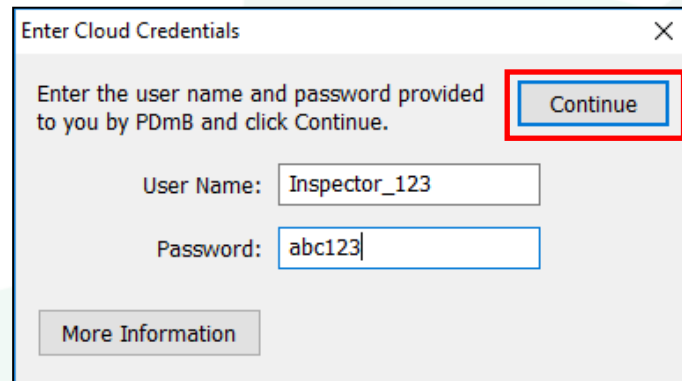 Enter Cloud Credentials
Enter the user name and password provided
to you by PDmB and click Continue.
Continue
User Name: Inspector_123
Password: abc123
More Information